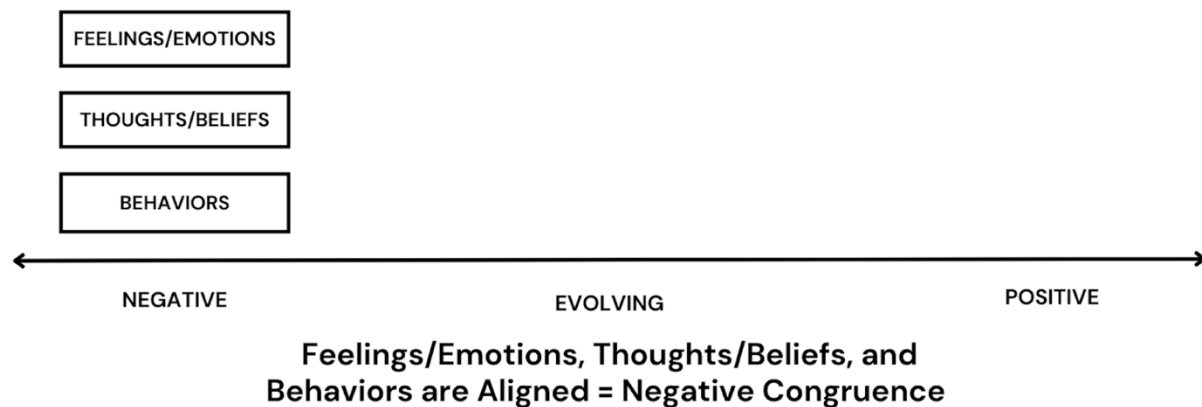 FEELINGS/EMOTIONS
THOUGHTS/BELIEFS
BEHAVIORS
NEGATIVE
EVOLVING
POSITIVE
Feelings/Emotions, Thoughts/Beliefs, and
Behaviors are Aligned = Negative Congruence